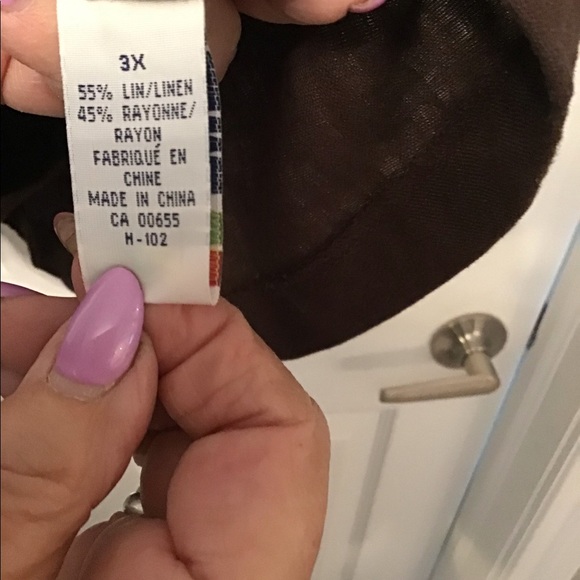 3X
55% LIN/LINEN
45% RAYONNE/
RAYON
FABRIQUÉ EN
CHINE
MADE IN CHINA
CA 00655
H-102